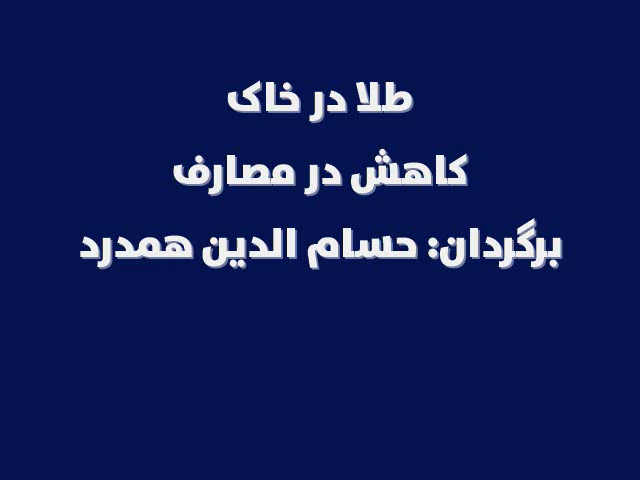 طلا در خاک
کاهش در مصارف
برگردان: حسام الدین همدرد